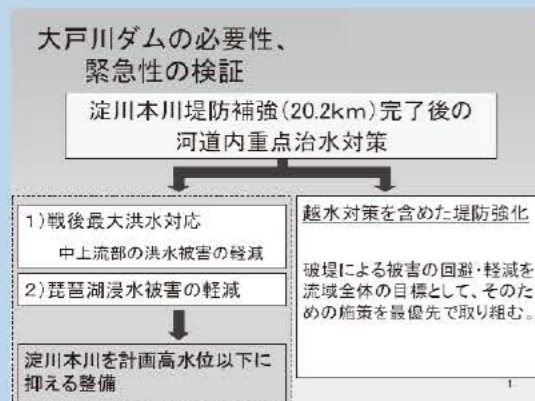 大戸川ダムの必要性、
緊急性の検証
淀川本川堤防補強(20.2km)完了後の
河道内重点治水対策
1)戦後最大洪水対応
中上流部の洪水被害の軽減
2)琵琶湖浸水被害の軽減
淀川本川を計画高水位以下に
抑える整備
越水対策を含めた堤防強化
破堤による被害の回避・軽減を
流域全体の目標として、そのた
めの施策を最優先で取り組む。
1